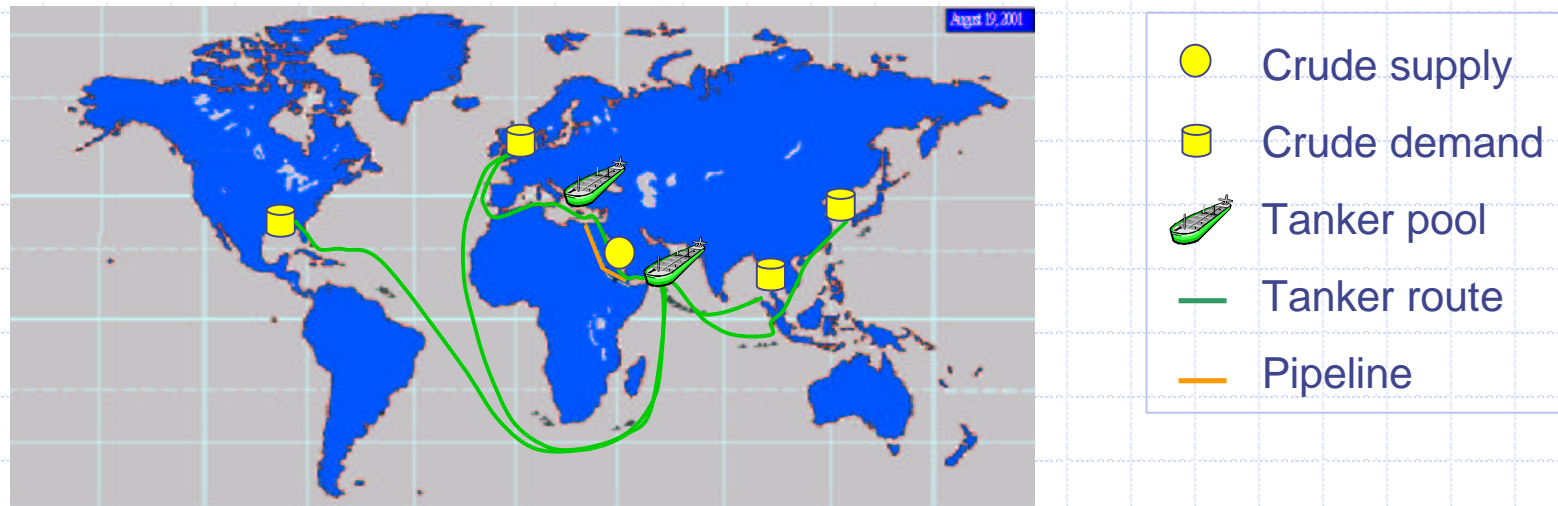 August 19, 2001
Crude supply
Crude demand
Tanker pool
Tanker route
Pipeline